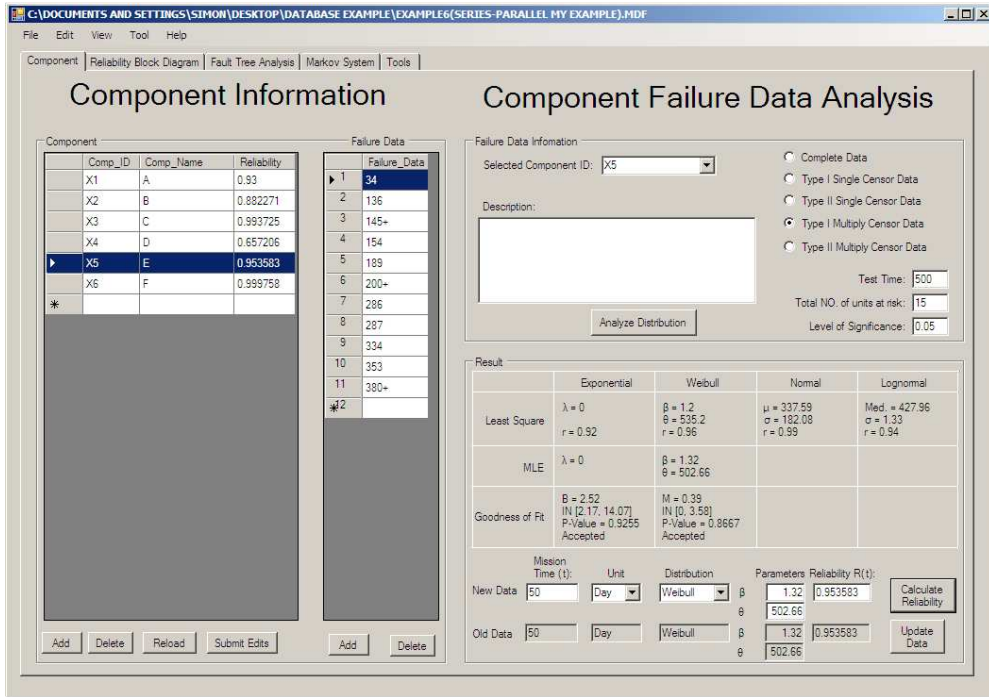 C:\DOCUMENTS AND SETTINGS\SIMON\DESKTOP\DATABASE EXAMPLE\EXAMPLE6(SERIES-PARALLEL MY EXAMPLE).MDF
File Edit View Tool Help
Component Reliability Block Diagram Fault Tree Analysis Markov System Tools
Component Information
Component
Comp_ID Comp_Name Reliability
X1 A 0.93
X2 B 0.882271
X3 C 0.993725
X4 D 0.657206
X5 E 0.953583
X6 F 0.999758
Failure Data
Failure_Data
1 34
2 136
3 145+
4 154
5 189
6 200+
7 286
8 287
9 334
10 353
11 380+
12
Add Delete Reload Submit Edits
Add Delete
Component Failure Data Analysis
Failure Data Infomation
Selected Component ID: X5
Description:
Analyze Distribution
Complete Data
Type I Single Censor Data
Type II Single Censor Data
Type I Multiply Censor Data
Type II Multiply Censor Data
Test Time: 500
Total NO. of units at risk: 15
Level of Significance: 0.05
Result
Exponential Weibull Normal Lognomal
Least Square
λ = 0
r = 0.92
β = 1.2
θ = 535.2
r = 0.96
μ = 337.59
σ = 182.08
r = 0.99
Med. = 427.96
σ = 1.33
r = 0.94
MLE
λ = 0
β = 1.32
θ = 502.66
Goodness of Fit
B = 2.52
IN [2.17, 14.07]
P-Value = 0.9255
Accepted
M = 0.39
IN [0, 3.58]
P-Value = 0.8667
Accepted
Mission Time (t): Unit Distribution Parameters Reliability R(t):
New Data 50 Day Weibull β 1.32 0.953583
θ 502.66
Calculate Reliability
Old Data 50 Day Weibull β 1.32 0.953583
θ 502.66
Update Data